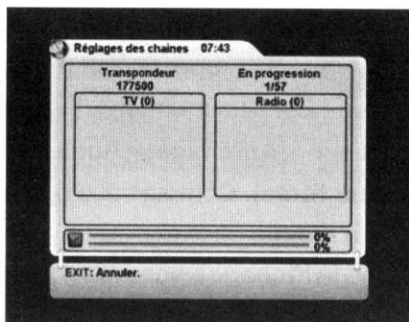 Réglages des chaines 07:43
Transpondeur En progression
177500 1/57
TV (0) Radio (0)
0%
0%
EXIT: Annuler.